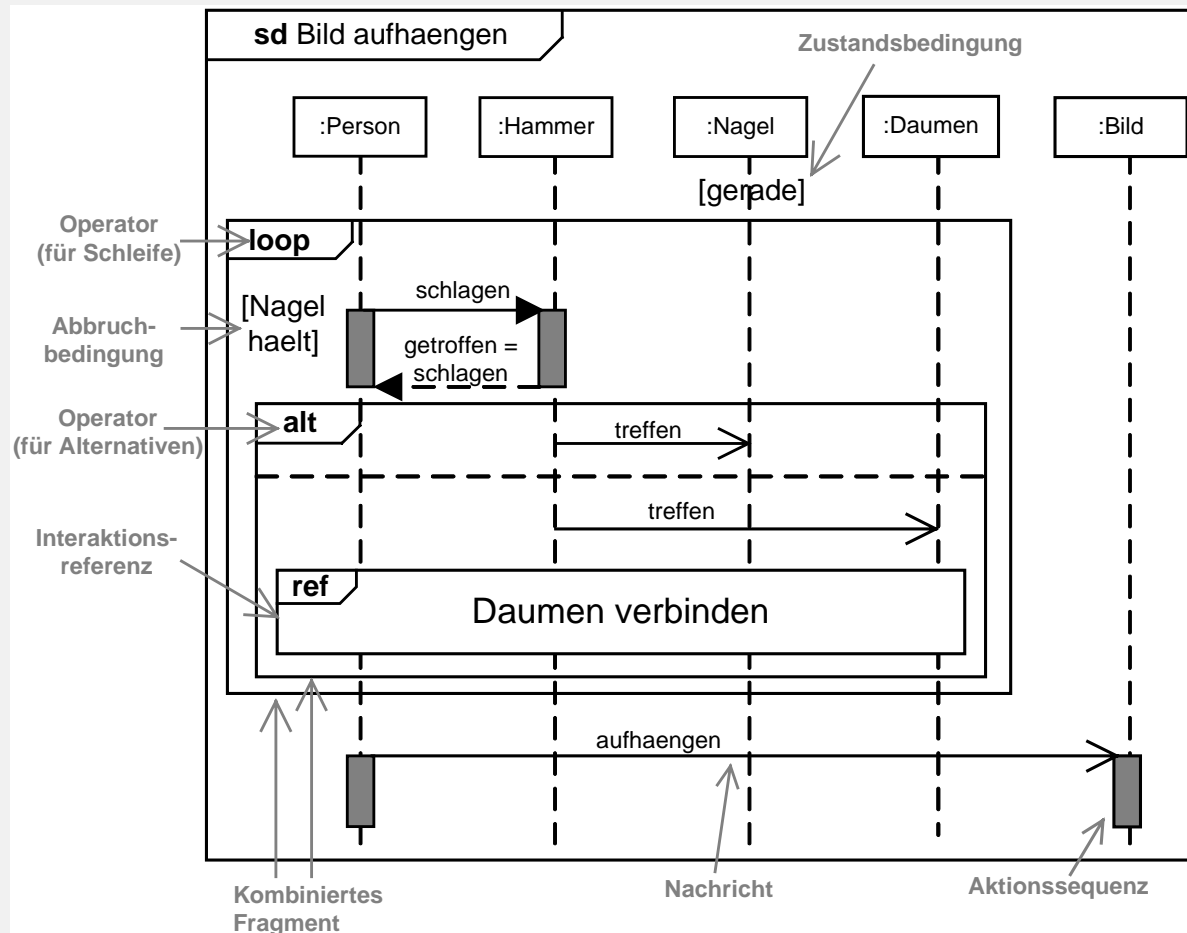 sd Bild aufhaengen
Zustandsbedingung
:Person
:Hammer
:Nagel
:Daumen
:Bild
[gerade]
Operator
(für Schleife)
loop
[Nagel
haelt]
Abbruch-
bedingung
schlagen
getroffen =
schlagen
Operator
(für Alternativen)
alt
treffen
treffen
Interaktions-
referenz
ref
Daumen verbinden
aufhaengen
Kombiniertes
Fragment
Nachricht
Aktionssequenz